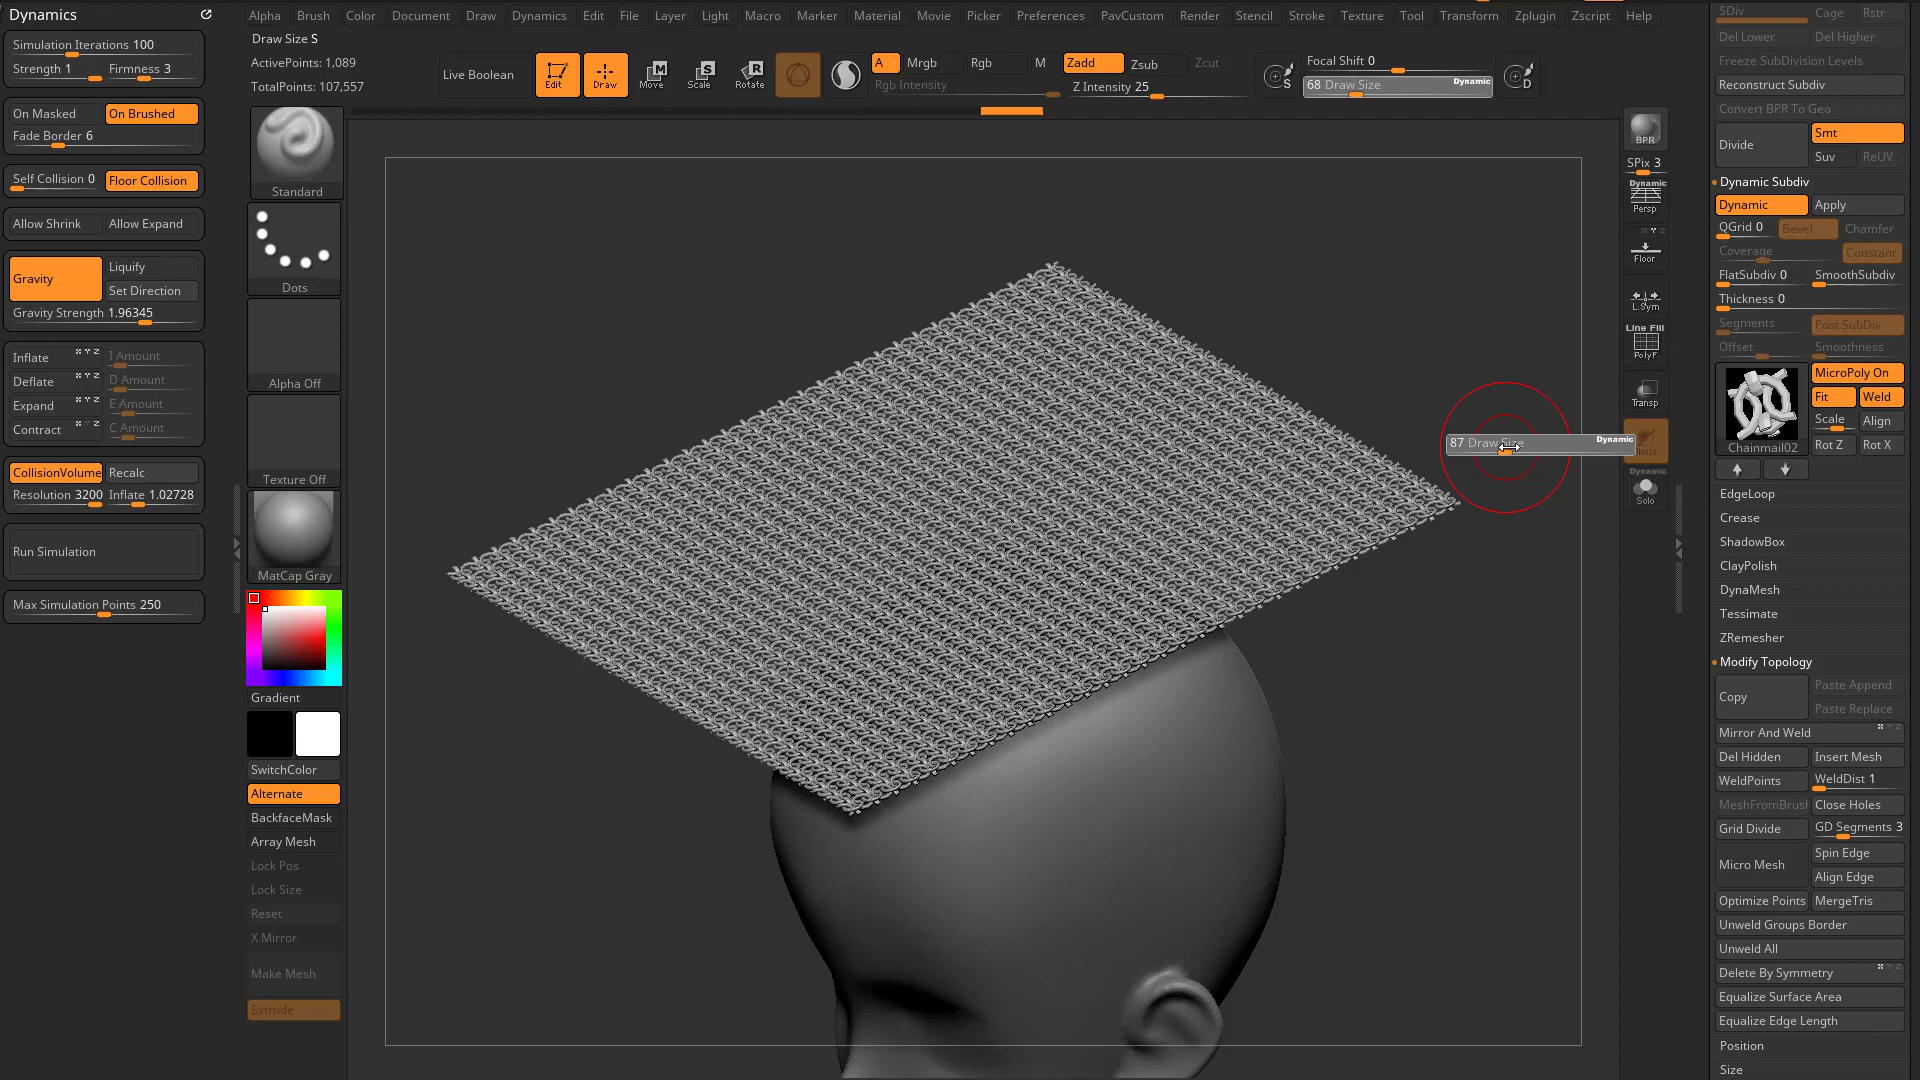 Dynamics
Simulation Iterations 100
Strength 1 Firmness 3
On Masked On Brushed
Fade Border 6
Self Collision 0 Floor Collision
Allow Shrink Allow Expand
Gravity Liquify
Set Direction
Gravity Strength 1.96345
Inflate X Y Z I Amount
Deflate X Y Z D Amount
Expand X Y Z E Amount
Contract X Y Z C Amount
CollisionVolume Recalc
Resolution 3200 Inflate 1.02728
Run Simulation
Max Simulation Points 250
Alpha Brush Color Document Draw Dynamics Edit File Layer Light Macro Marker Material Movie Picker Preferences PavCustom Render Stencil Stroke Texture Tool Transform Zplugin Zscript Help
Draw Size S
ActivePoints: 1,089
TotalPoints: 107,557
Live Boolean
Edit Draw Move Scale Rotate
A Mrgb Rgb M Zadd Zsub Zcut
Rgb Intensity Z Intensity 25
S
Focal Shift 0
68 Draw Size Dynamic
D
Standard
Dots
Alpha Off
Texture Off
MatCap Gray
Gradient
SwitchColor
Alternate
BackfaceMask
Array Mesh
Lock Pos
Lock Size
Reset
X Mirror
Make Mesh
Extrude
87 Draw Size Dynamic
BPR
SPix 3
Dynamic
Persp
Floor
L.Sym
Line Fill
PolyF
Transp
Dynamic
Solo
SDiv Cage Rstr
Del Lower Del Higher
Freeze SubDivision Levels
Reconstruct Subdiv
Convert BPR To Geo
Divide Smt
Suv ReUV
Dynamic Subdiv
Dynamic Apply
QGrid 0 Bevel Chamfer
Coverage Constant
FlatSubdiv 0 SmoothSubdiv
Thickness 0
Segments Post SubDiv
Offset Smoothness
MicroPoly On
Fit Weld
Scale Align
Chainmail02 Rot Z Rot X
EdgeLoop
Crease
ShadowBox
ClayPolish
DynaMesh
Tessimate
ZRemesher
Modify Topology
Copy Paste Append
Paste Replace
Mirror And Weld
Del Hidden Insert Mesh
WeldPoints WeldDist 1
MeshFromBrush Close Holes
Grid Divide GD Segments 3
Micro Mesh Spin Edge
Align Edge
Optimize Points MergeTris
Unweld Groups Border
Unweld All
Delete By Symmetry
Equalize Surface Area
Equalize Edge Length
Position
Size